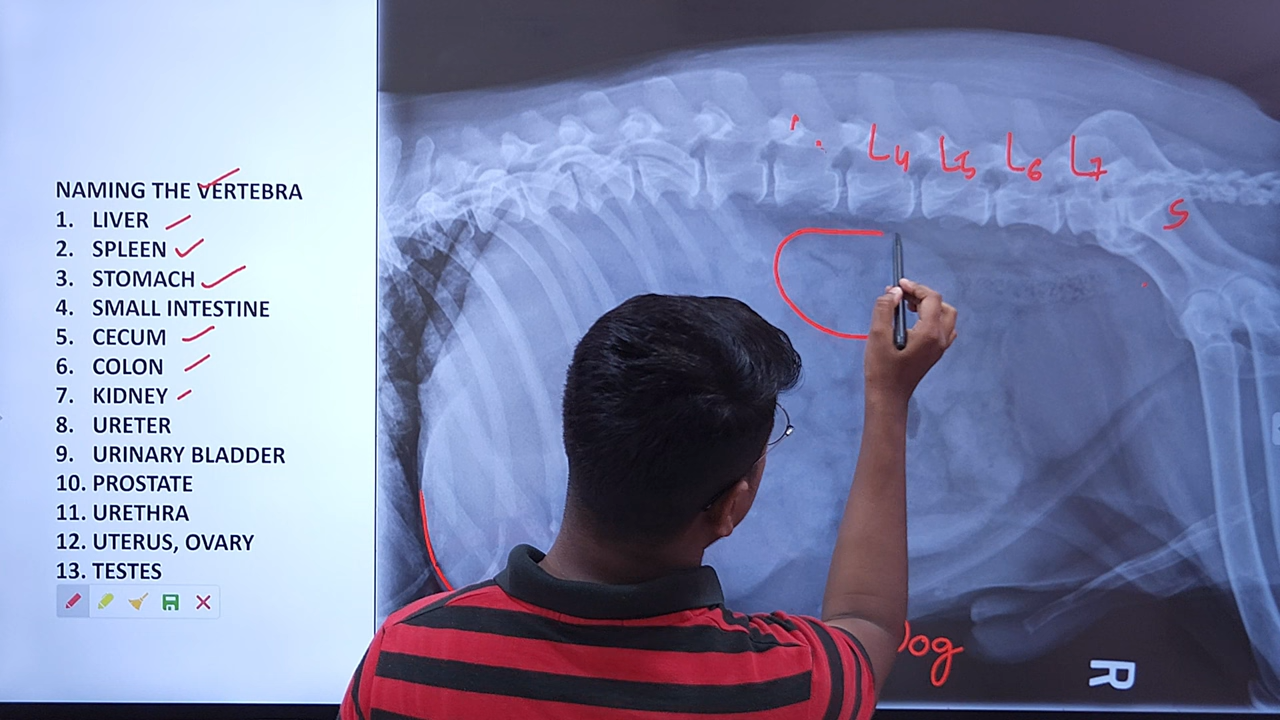 NAMING THE VERTEBRA
1. LIVER
2. SPLEEN
3. STOMACH
4. SMALL INTESTINE
5. CECUM
6. COLON
7. KIDNEY
8. URETER
9. URINARY BLADDER
10. PROSTATE
11. URETHRA
12. UTERUS, OVARY
13. TESTES
L4 L5 L6 L7
S
Dog
R